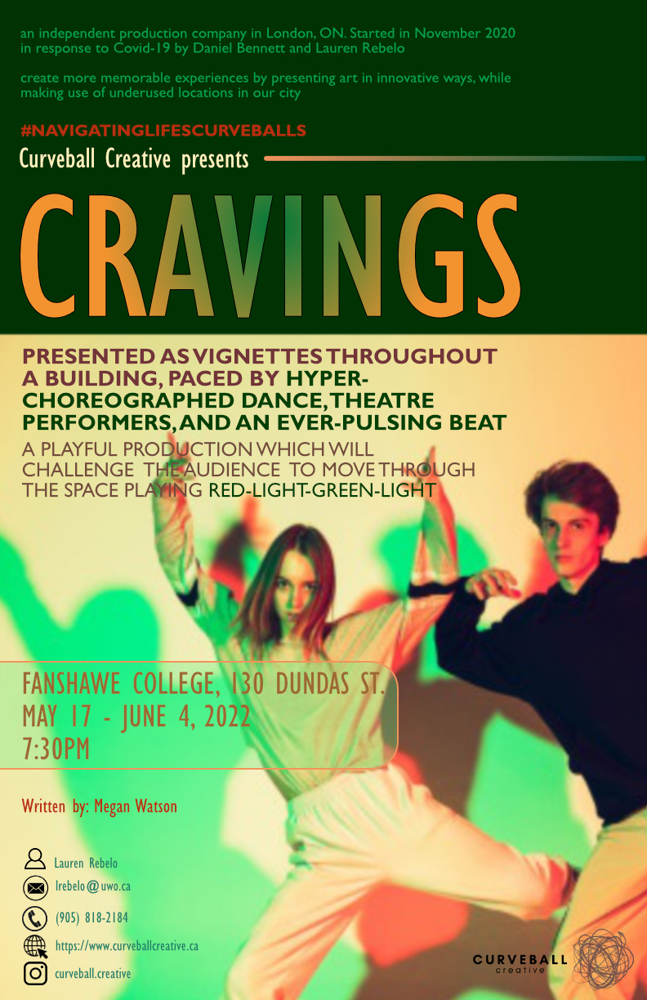 an independent production company in London, ON. Started in November 2020
in response to Covid-19 by Daniel Bennett and Lauren Rebelo
create more memorable experiences by presenting art in innovative ways, while
making use of underused locations in our city
#NAVIGATINGLIFESCURVEBALLS
Curveball Creative presents
CRAVINGS
PRESENTED AS VIGNETTES THROUGHOUT
A BUILDING, PACED BY HYPER-
CHOREOGRAPHED DANCE, THEATRE
PERFORMERS, AND AN EVER-PULSING BEAT
A PLAYFUL PRODUCTION WHICH WILL
CHALLENGE THE AUDIENCE TO MOVE THROUGH
THE SPACE PLAYING RED-LIGHT-GREEN-LIGHT
FANSHAWE COLLEGE, 130 DUNDAS ST.
MAY 17 - JUNE 4, 2022
7:30PM
Written by: Megan Watson
Lauren Rebelo
lrebelo@uwo.ca
(905) 818-2184
https://www.curveballcreative.ca
curveball.creative
CURVEBALL
creative